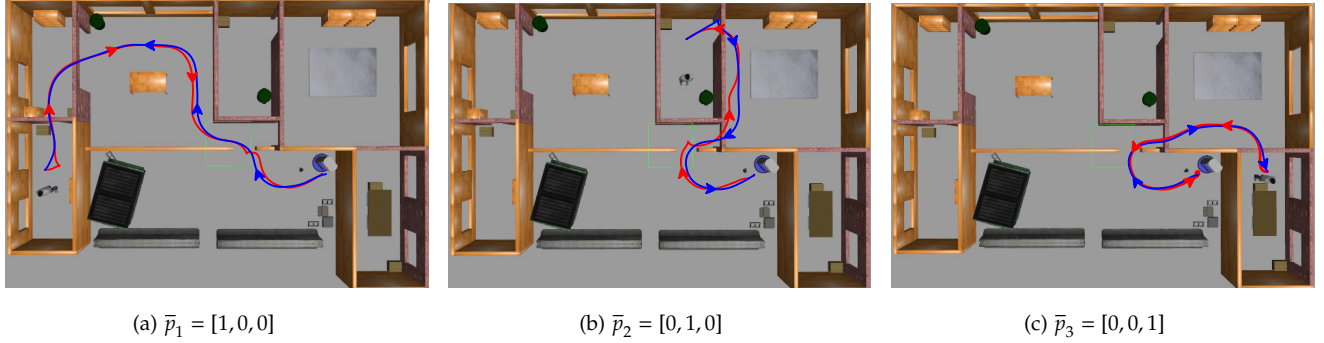 (a) p̅₁ = [1, 0, 0]
(b) p̅₂ = [0, 1, 0]
(c) p̅₃ = [0, 0, 1]